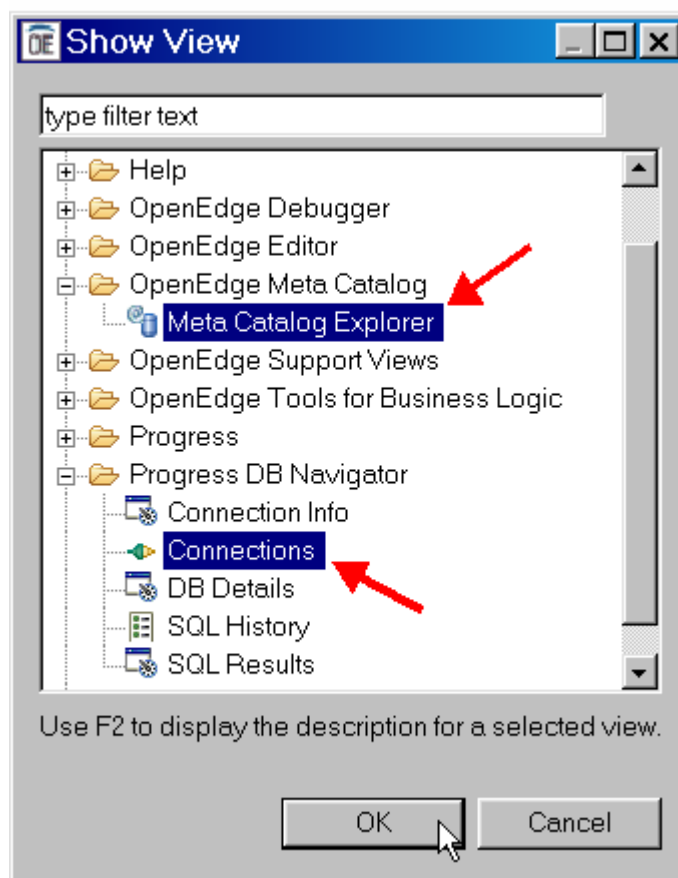 OE Show View
type filter text
Help
OpenEdge Debugger
OpenEdge Editor
OpenEdge Meta Catalog
Meta Catalog Explorer
OpenEdge Support Views
OpenEdge Tools for Business Logic
Progress
Progress DB Navigator
Connection Info
Connections
DB Details
SQL History
SQL Results
Use F2 to display the description for a selected view.
OK Cancel